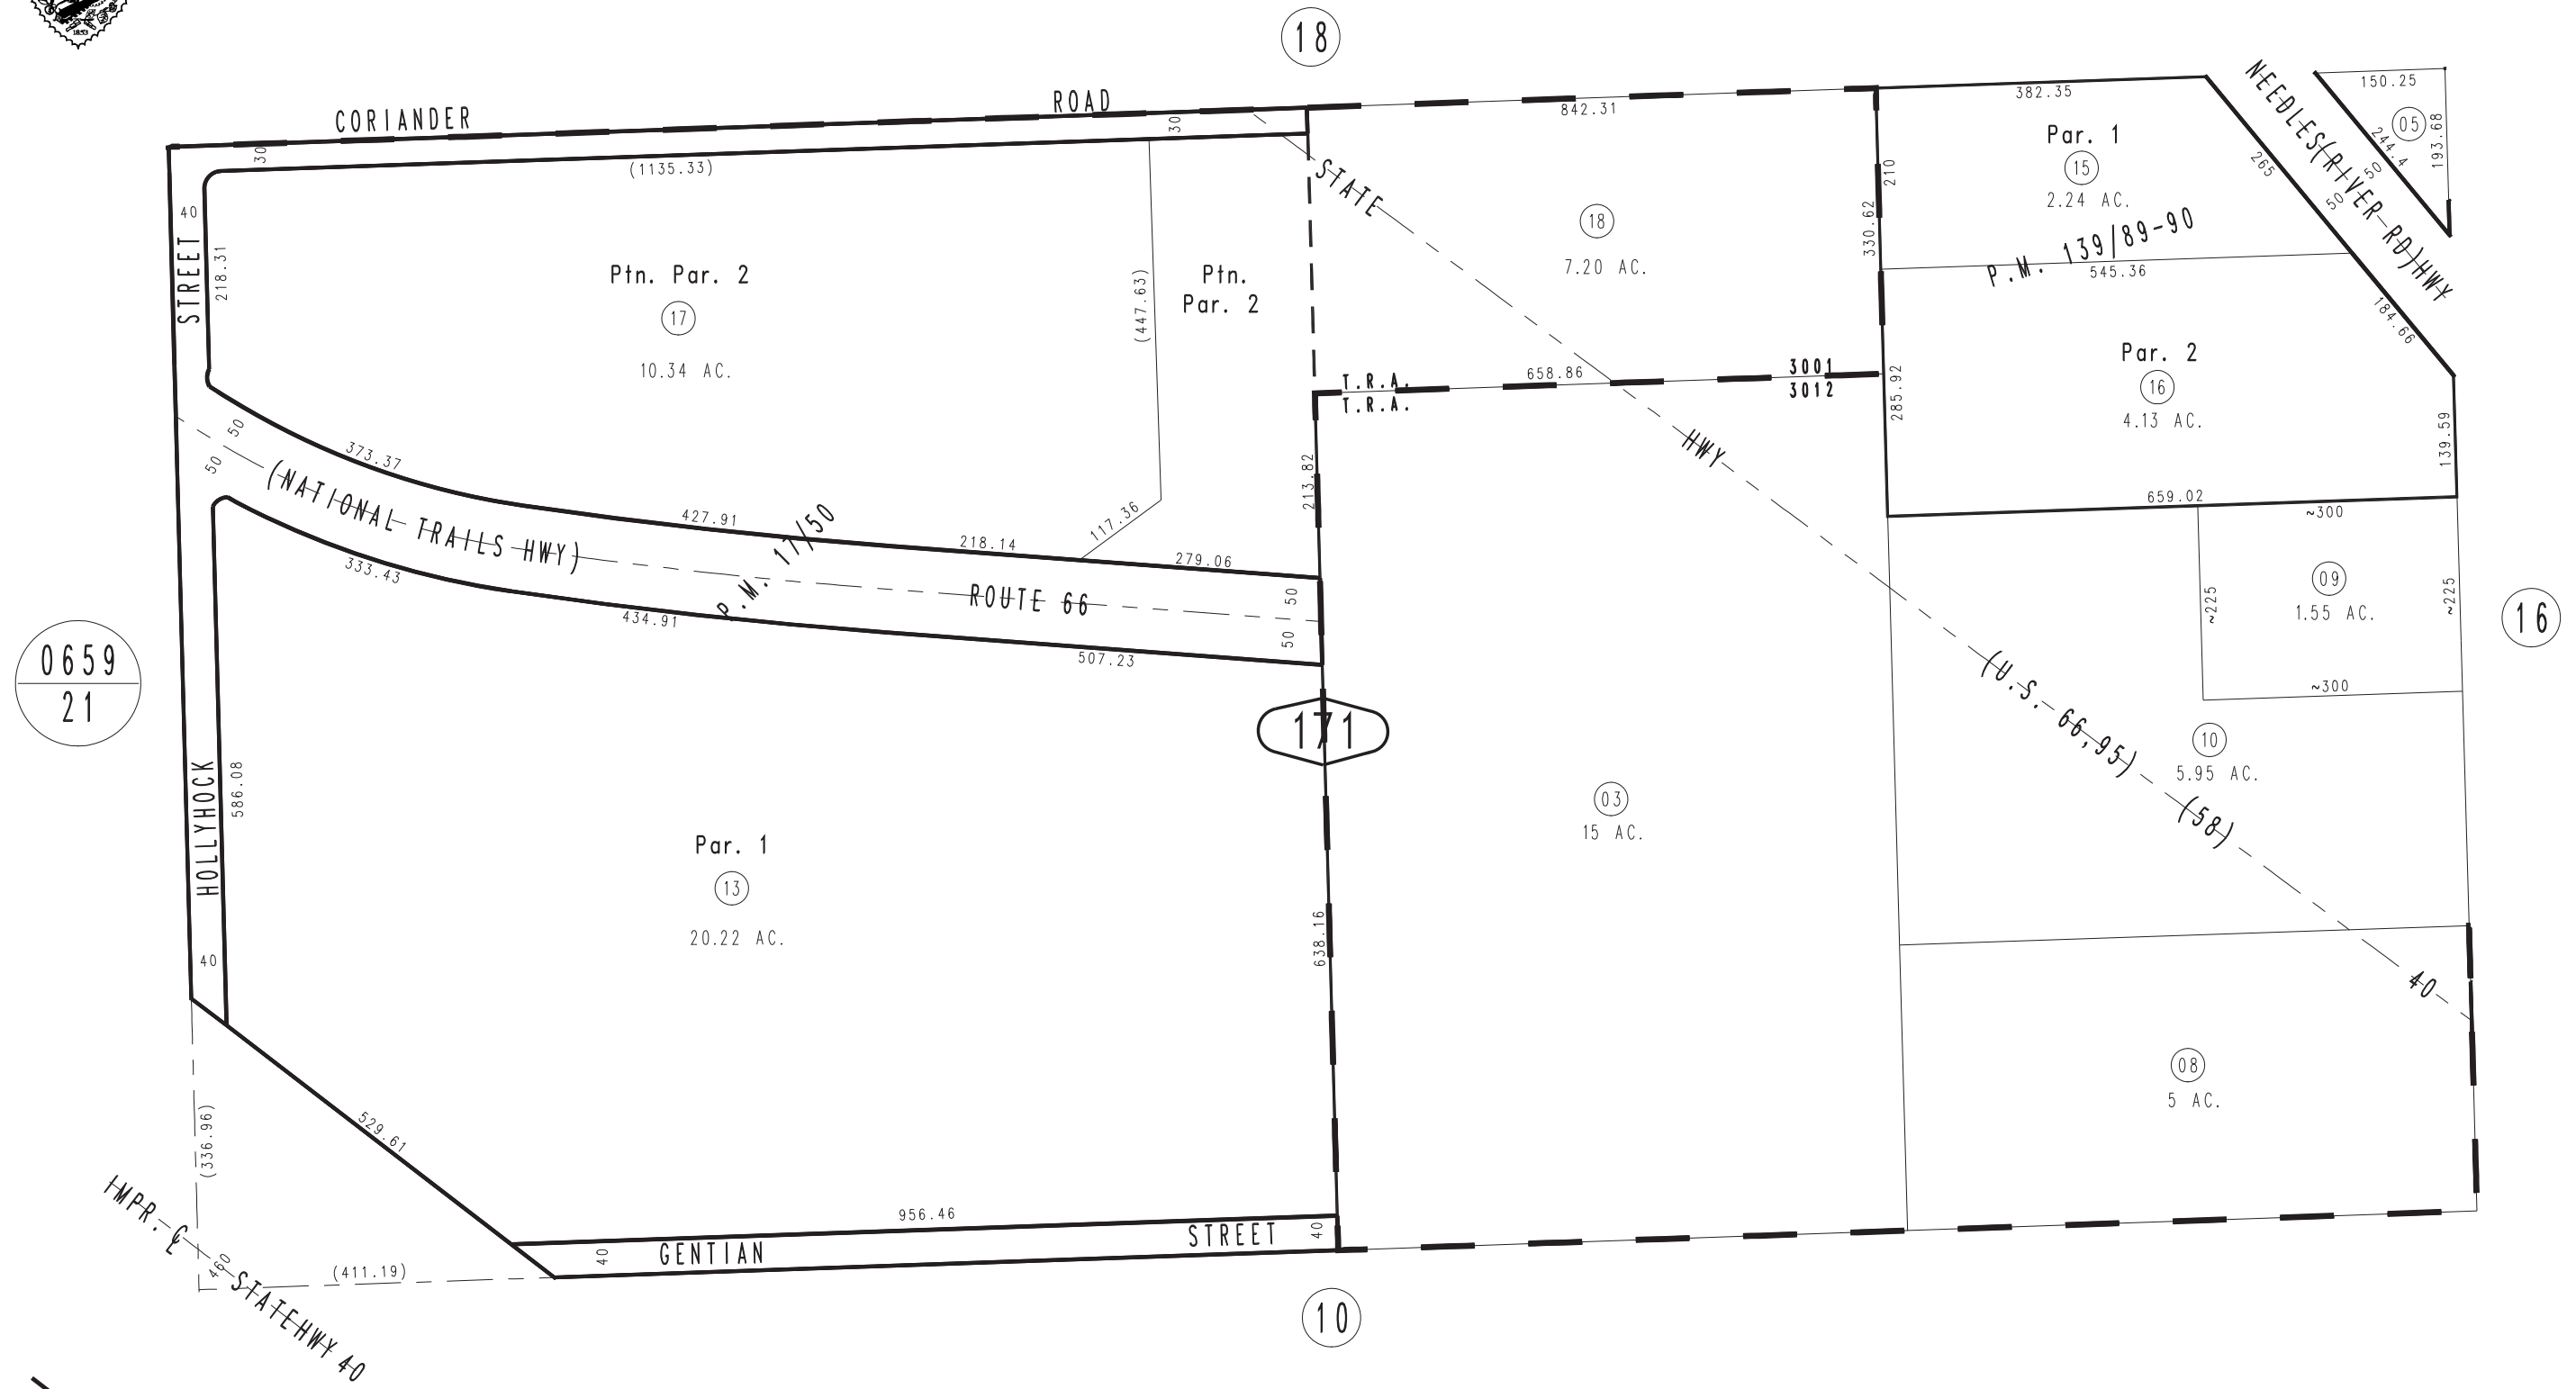 1853
18
CORIANDER ROAD
30
30
(1135.33)
842.31
382.35
150.25
NEEDLES(RIVER RD)HWY
05
244.4
193.68
50
50
265
184.66
Par. 1
15
2.24 AC.
210
330.62
P.M. 139/89-90
545.36
STREET
40
218.31
Ptn. Par. 2
17
10.34 AC.
(447.63)
Ptn.
Par. 2
STATE
18
7.20 AC.
T.R.A.
658.86
3001
T.R.A.
3012
285.92
Par. 2
16
4.13 AC.
139.59
659.02
50
50
373.37
(NATIONAL TRAILS HWY)
427.91
P.M. 17/50
218.14
117.36
279.06
213.82
HWY
333.43
434.91
ROUTE 66
50
50
507.23
~300
09
1.55 AC.
~225
~225
~300
16
0659
21
171
(U.S. 66,95)
10
5.95 AC.
(58)
HOLLYHOCK
586.08
40
Par. 1
13
20.22 AC.
638.16
03
15 AC.
40
08
5 AC.
(336.96)
529.61
IMPR. ℄
460
STATE HWY 40
(411.19)
956.46
40
GENTIAN STREET
40
10